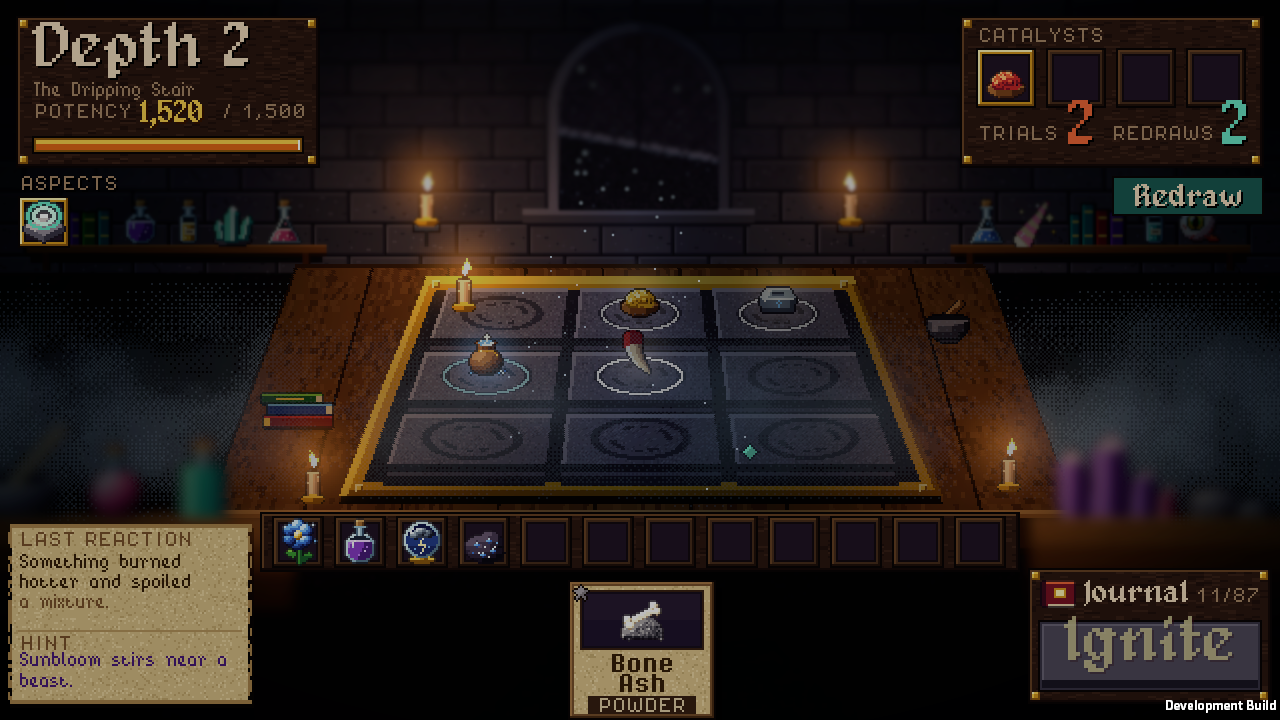 Depth 2
The Dripping Stair
POTENCY 1,520 / 1,500
ASPECTS
CATALYSTS
TRIALS 2 REDRAWS 2
Redraw
LAST REACTION
Something burned
hotter and spoiled
a mixture.
HINT
Sunbloom stirs near a
beast.
Bone
Ash
POWDER
Journal 11/87
Ignite
Development Build